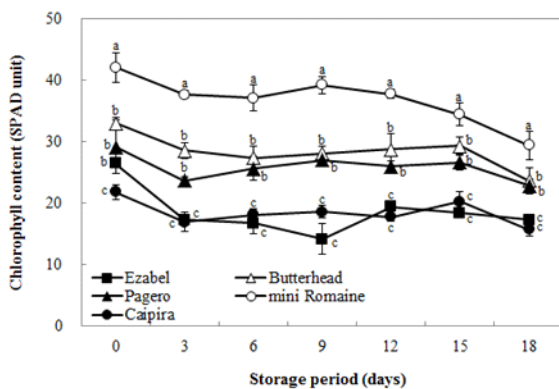 50
40
30
20
10
0
Chlorophyll content (SPAD unit)
a a a a a a a
b b b b b b b
b b b b b b b
b c c c c c c
c c c c c c c
Ezabel Butterhead
Pagero mini Romaine
Caipira
0 3 6 9 12 15 18
Storage period (days)